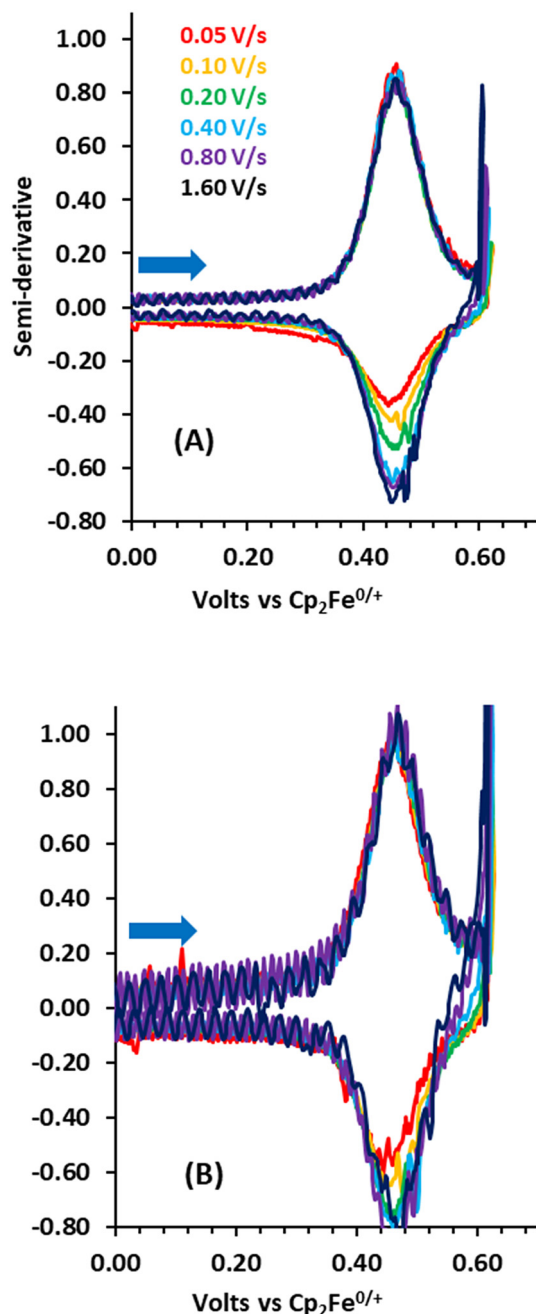 1.00
0.80
0.60
0.40
0.20
0.00
-0.20
-0.40
-0.60
-0.80
Semi-derivative
0.05 V/s
0.10 V/s
0.20 V/s
0.40 V/s
0.80 V/s
1.60 V/s
(A)
0.00 0.20 0.40 0.60
Volts vs Cp₂Fe⁰/⁺
1.00
0.80
0.60
0.40
0.20
0.00
-0.20
-0.40
-0.60
-0.80
(B)
0.00 0.20 0.40 0.60
Volts vs Cp₂Fe⁰/⁺